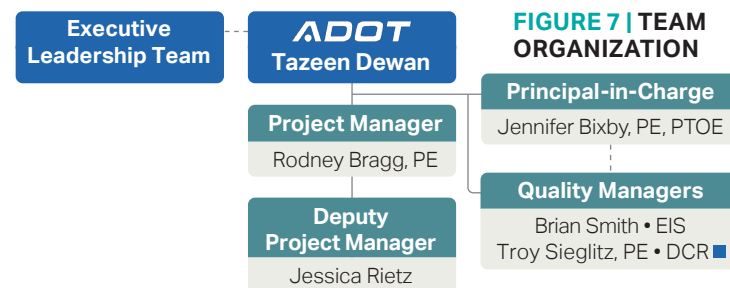 Executive
Leadership Team
ADOT
Tazeen Dewan
FIGURE 7 | TEAM
ORGANIZATION
Project Manager
Rodney Bragg, PE
Deputy
Project Manager
Jessica Rietz
Principal-in-Charge
Jennifer Bixby, PE, PTOE
Quality Managers
Brian Smith • EIS
Troy Sieglitz, PE • DCR